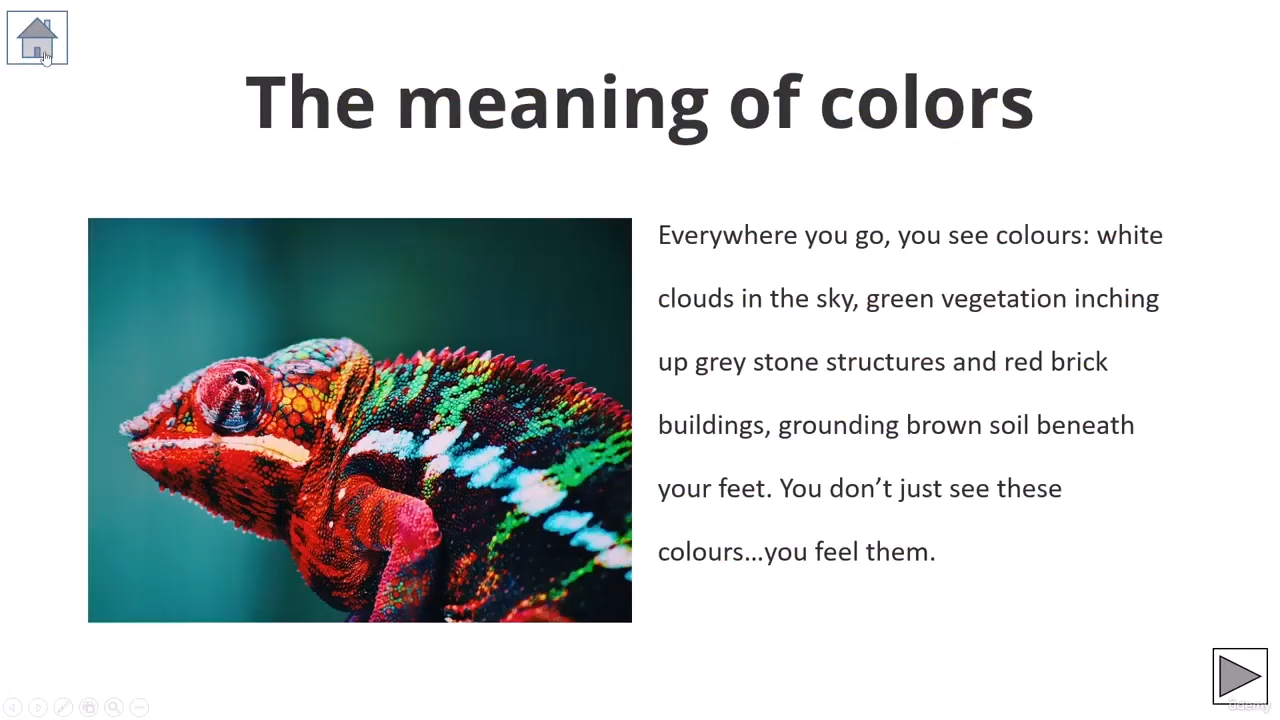 The meaning of colors
Everywhere you go, you see colours: white
clouds in the sky, green vegetation inching
up grey stone structures and red brick
buildings, grounding brown soil beneath
your feet. You don’t just see these
colours...you feel them.
ûdemy